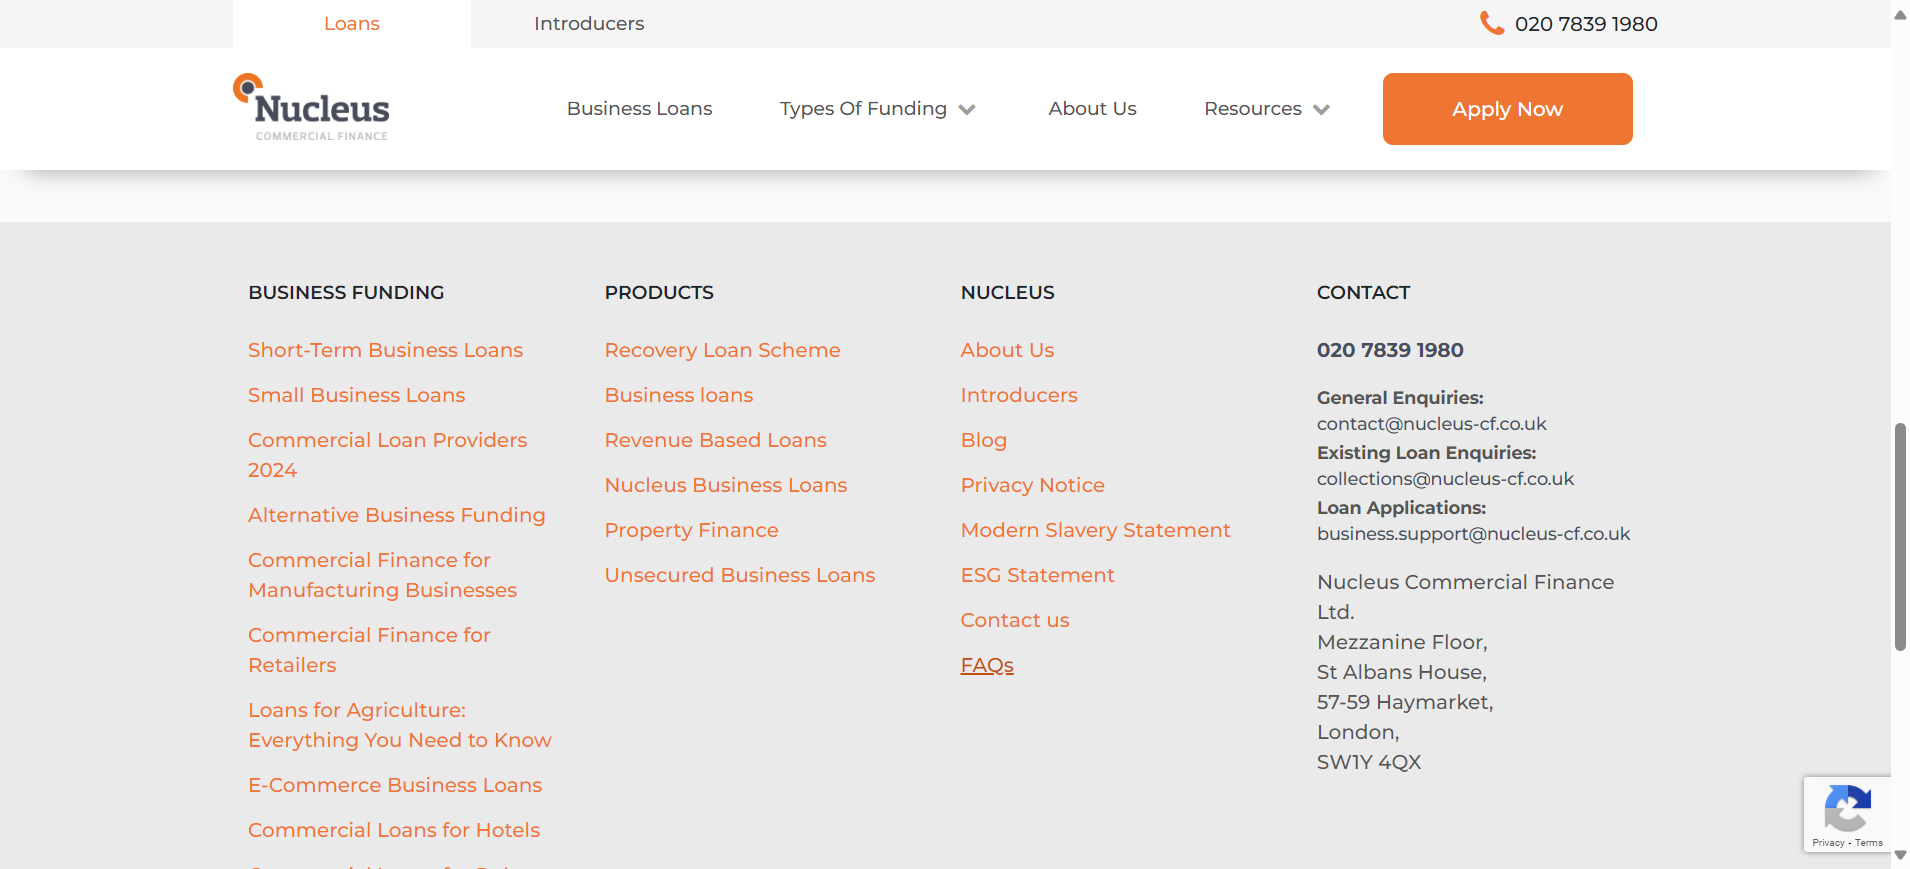 Loans
Introducers
020 7839 1980
Nucleus
COMMERCIAL FINANCE
Business Loans
Types Of Funding
About Us
Resources
Apply Now
BUSINESS FUNDING
Short-Term Business Loans
Small Business Loans
Commercial Loan Providers
2024
Alternative Business Funding
Commercial Finance for
Manufacturing Businesses
Commercial Finance for
Retailers
Loans for Agriculture:
Everything You Need to Know
E-Commerce Business Loans
Commercial Loans for Hotels
PRODUCTS
Recovery Loan Scheme
Business loans
Revenue Based Loans
Nucleus Business Loans
Property Finance
Unsecured Business Loans
NUCLEUS
About Us
Introducers
Blog
Privacy Notice
Modern Slavery Statement
ESG Statement
Contact us
FAQs
CONTACT
020 7839 1980
General Enquiries:
contact@nucleus-cf.co.uk
Existing Loan Enquiries:
collections@nucleus-cf.co.uk
Loan Applications:
business.support@nucleus-cf.co.uk
Nucleus Commercial Finance
Ltd.
Mezzanine Floor,
St Albans House,
57-59 Haymarket,
London,
SW1Y 4QX
Privacy - Terms